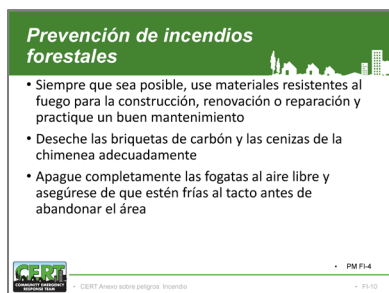 Prevención de incendios
forestales
• Siempre que sea posible, use materiales resistentes al
fuego para la construcción, renovación o reparación y
practique un buen mantenimiento
• Deseche las briquetas de carbón y las cenizas de la
chimenea adecuadamente
• Apague completamente las fogatas al aire libre y
asegúrese de que estén frías al tacto antes de
abandonar el área
• PM FI-4
CERT
COMMUNITY EMERGENCY
RESPONSE TEAM
• CERT Anexo sobre peligros: Incendio
• FI-10